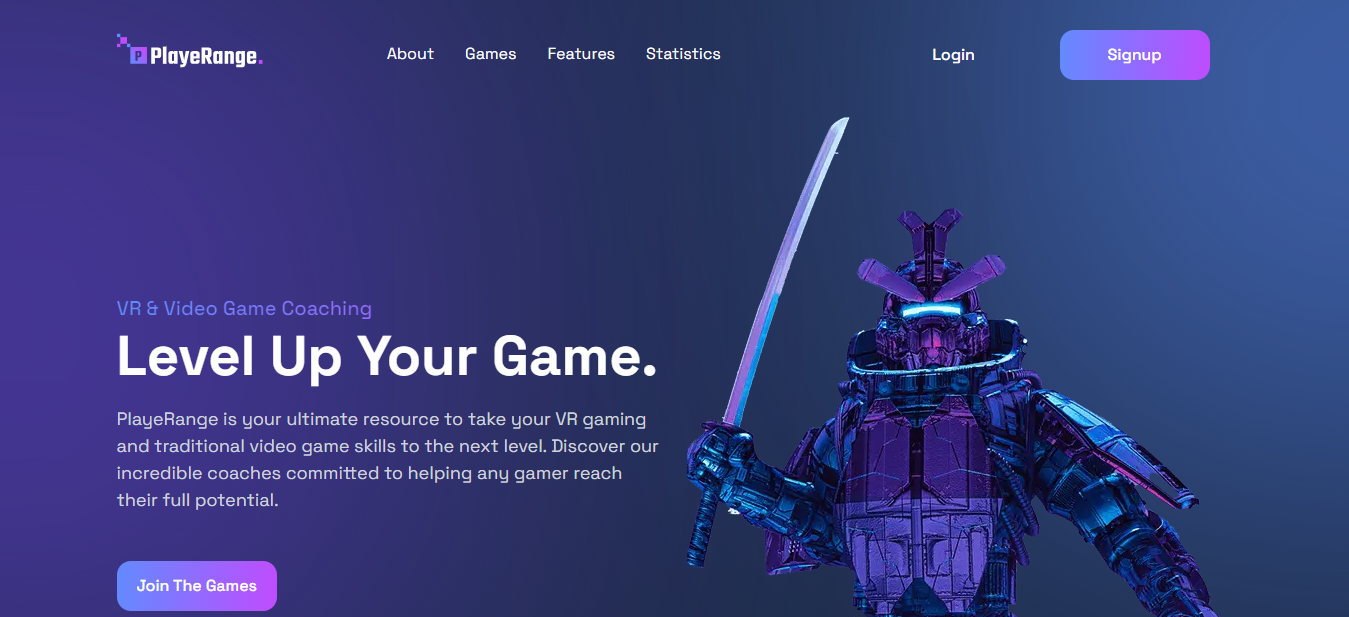 P PlayeRange.
About
Games
Features
Statistics
Login
Signup
VR & Video Game Coaching
Level Up Your Game.
PlayeRange is your ultimate resource to take your VR gaming
and traditional video game skills to the next level. Discover our
incredible coaches committed to helping any gamer reach
their full potential.
Join The Games